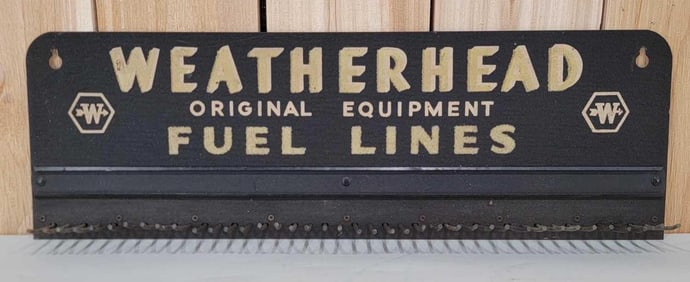 WEATHERHEAD
W ORIGINAL EQUIPMENT W
FUEL LINES